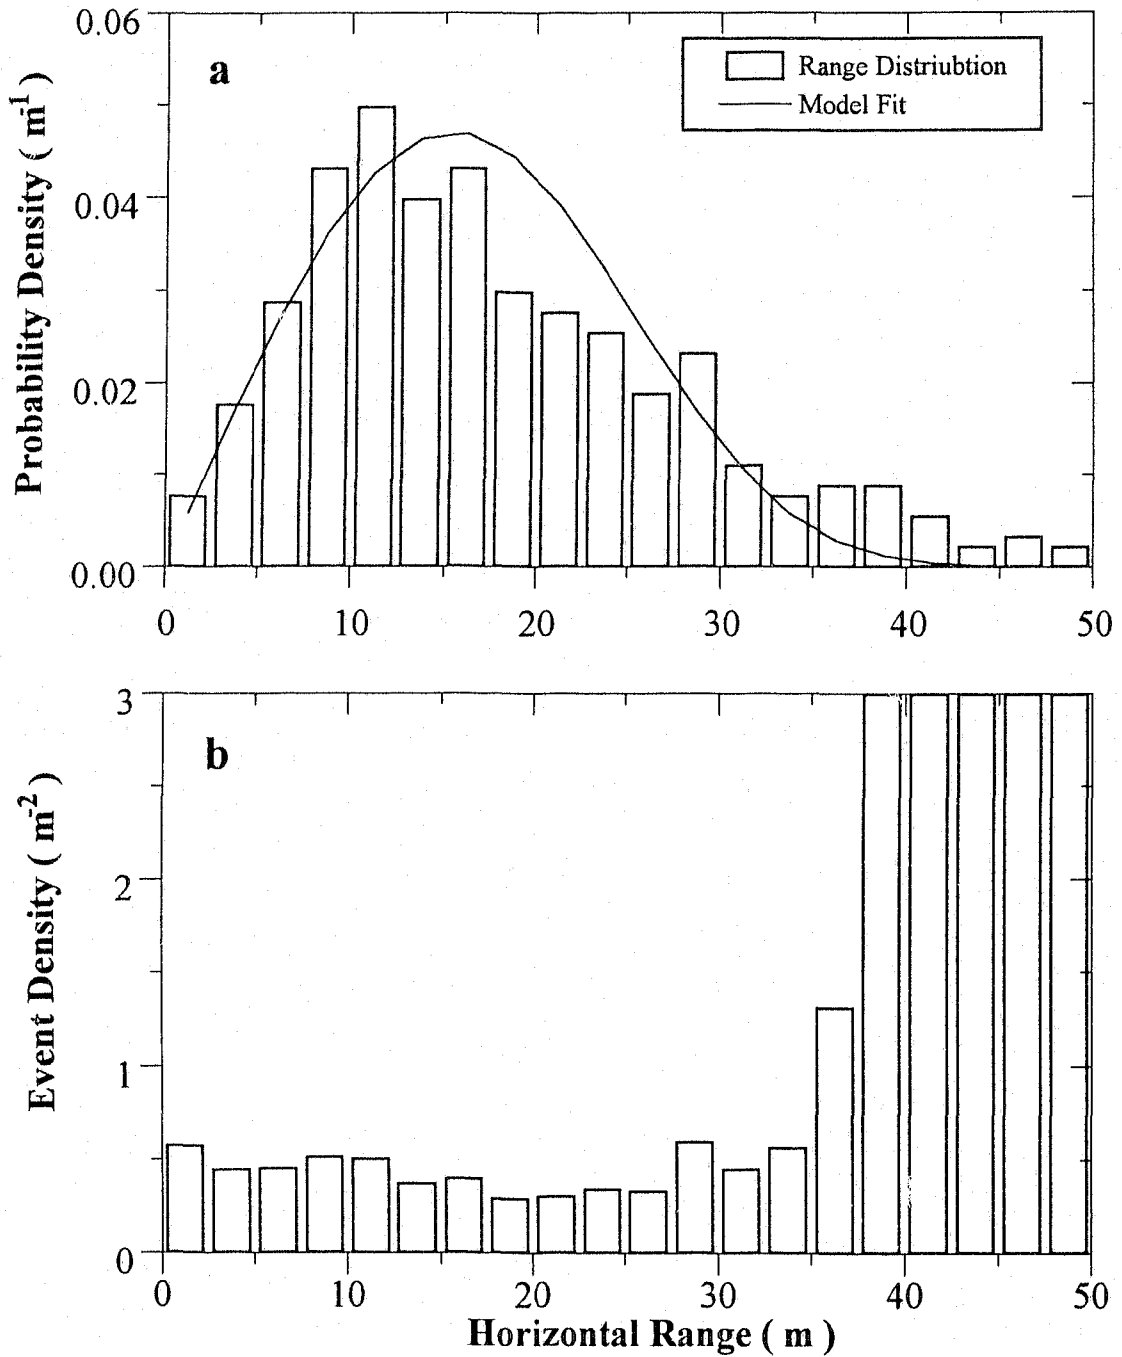 0.06
a
Range Distriubtion
Model Fit
Probability Density ( m-1 )
0.04
0.02
0.00
0 10 20 30 40 50
3
b
Event Density ( m-2 )
2
1
0
0 10 20 30 40 50
Horizontal Range ( m )